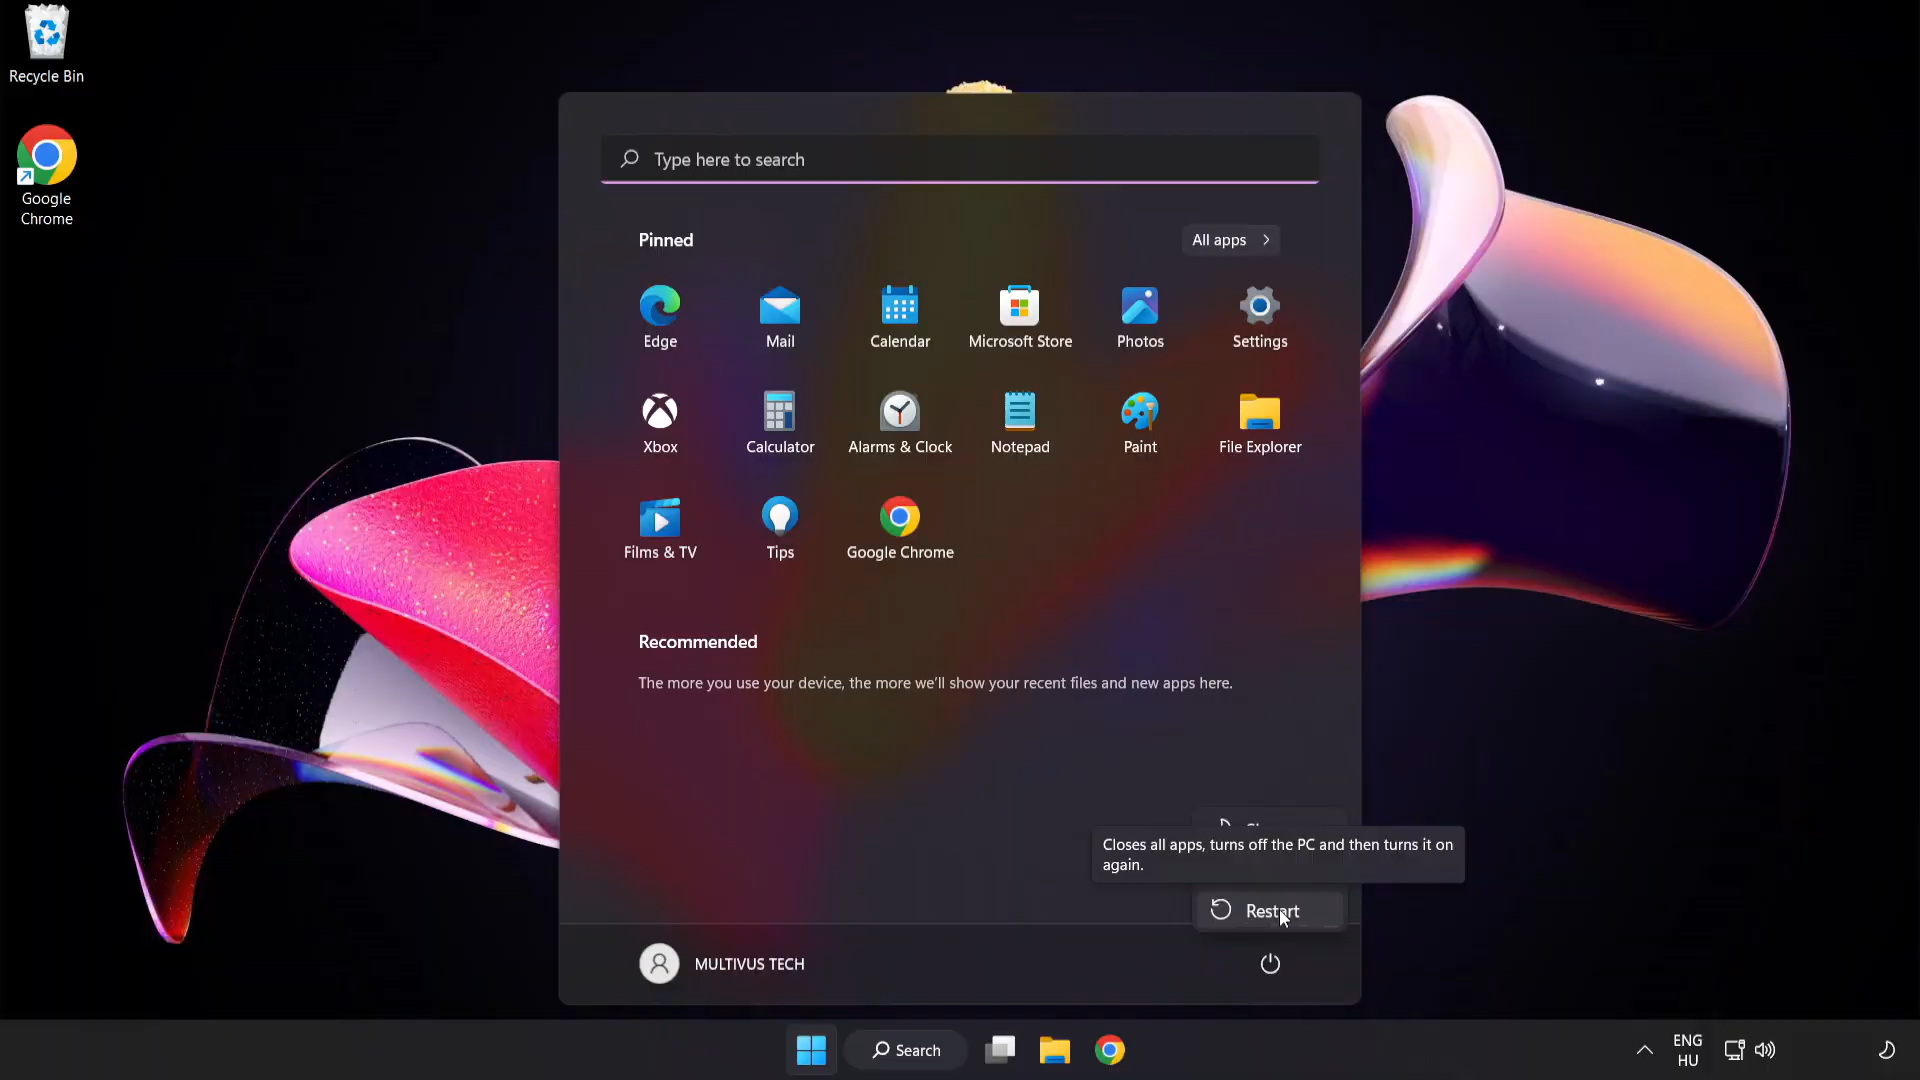 Recycle Bin
Google
Chrome
Type here to search
Pinned
All apps
Edge
Mail
Calendar
Microsoft Store
Photos
Settings
Xbox
Calculator
Alarms & Clock
Notepad
Paint
File Explorer
Films & TV
Tips
Google Chrome
Recommended
The more you use your device, the more we'll show your recent files and new apps here.
Closes all apps, turns off the PC and then turns it on
again.
Restart
MULTIVUS TECH
Search
ENG
HU